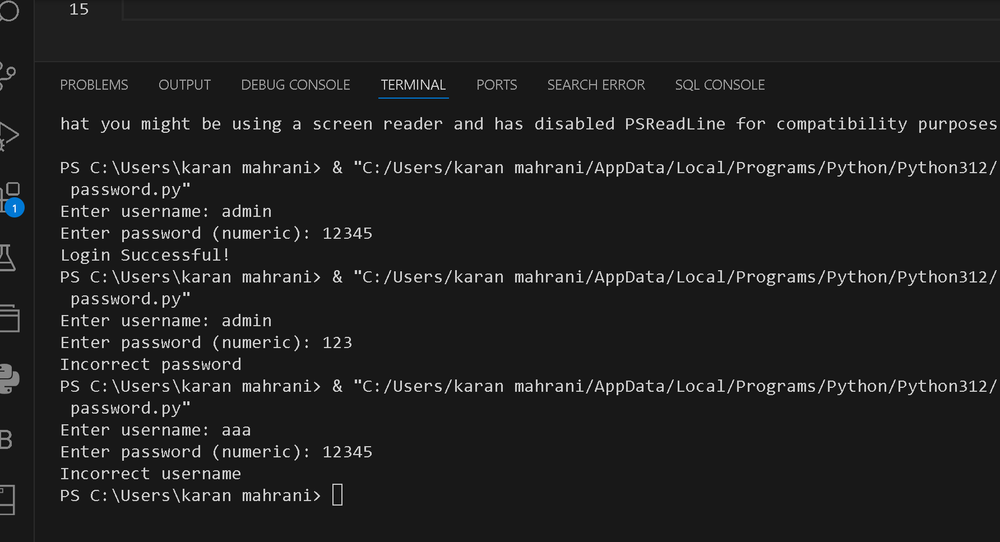 15
PROBLEMS OUTPUT DEBUG CONSOLE TERMINAL PORTS SEARCH ERROR SQL CONSOLE
hat you might be using a screen reader and has disabled PSReadLine for compatibility purposes
PS C:\Users\karan mahrani> & "C:/Users/karan mahrani/AppData/Local/Programs/Python/Python312/
password.py"
Enter username: admin
Enter password (numeric): 12345
Login Successful!
PS C:\Users\karan mahrani> & "C:/Users/karan mahrani/AppData/Local/Programs/Python/Python312/
password.py"
Enter username: admin
Enter password (numeric): 123
Incorrect password
PS C:\Users\karan mahrani> & "C:/Users/karan mahrani/AppData/Local/Programs/Python/Python312/
password.py"
Enter username: aaa
Enter password (numeric): 12345
Incorrect username
PS C:\Users\karan mahrani>
1
B